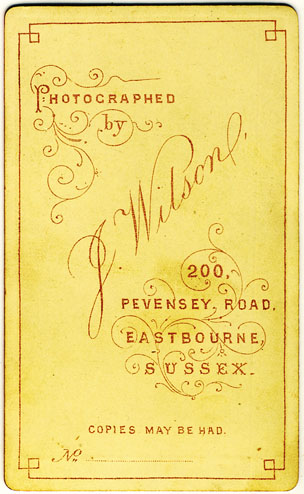 PHOTOGRAPHED
by
J. Wilson.
200,
PEVENSEY. ROAD.
EASTBOURNE,
SUSSEX.
COPIES MAY BE HAD.
No.